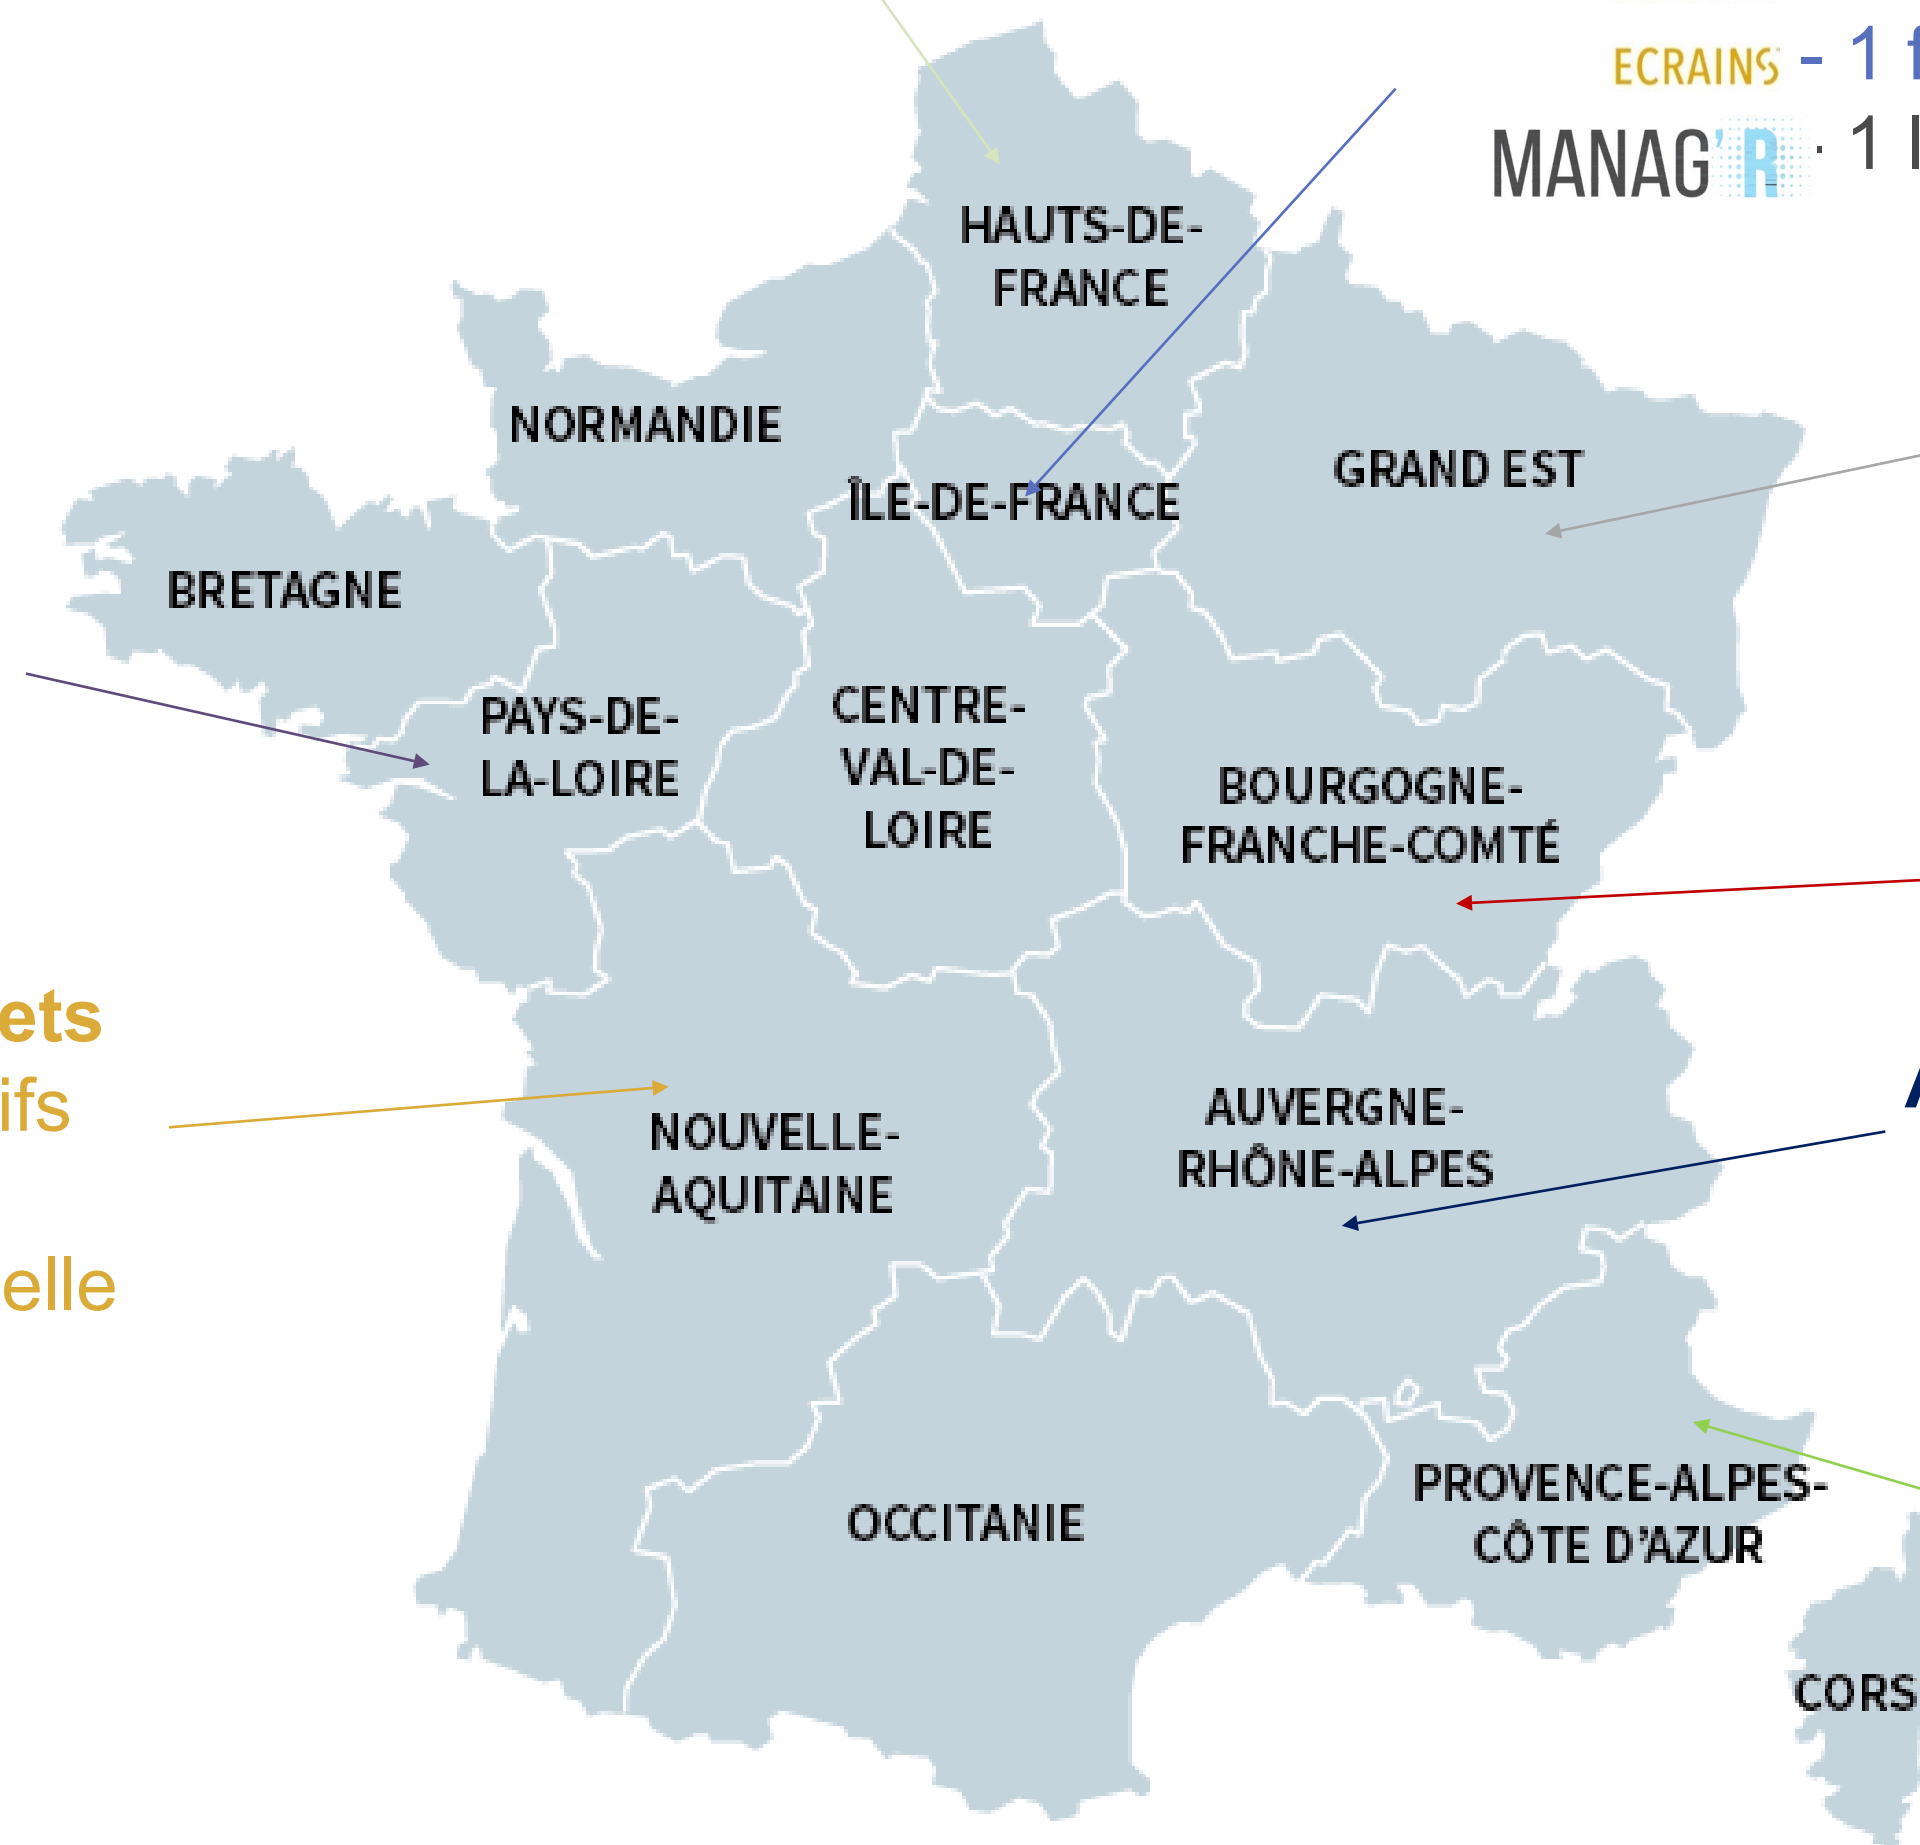 ECRAINS - 1 f
MANAG'R - 1 l
HAUTS-DE-
FRANCE
NORMANDIE
GRAND EST
ÎLE-DE-FRANCE
BRETAGNE
PAYS-DE-
LA-LOIRE
CENTRE-
VAL-DE-
LOIRE
BOURGOGNE-
FRANCHE-COMTÉ
ets
ifs
elle
NOUVELLE-
AQUITAINE
AUVERGNE-
RHÔNE-ALPES
A
OCCITANIE
PROVENCE-ALPES-
CÔTE D'AZUR
CORS